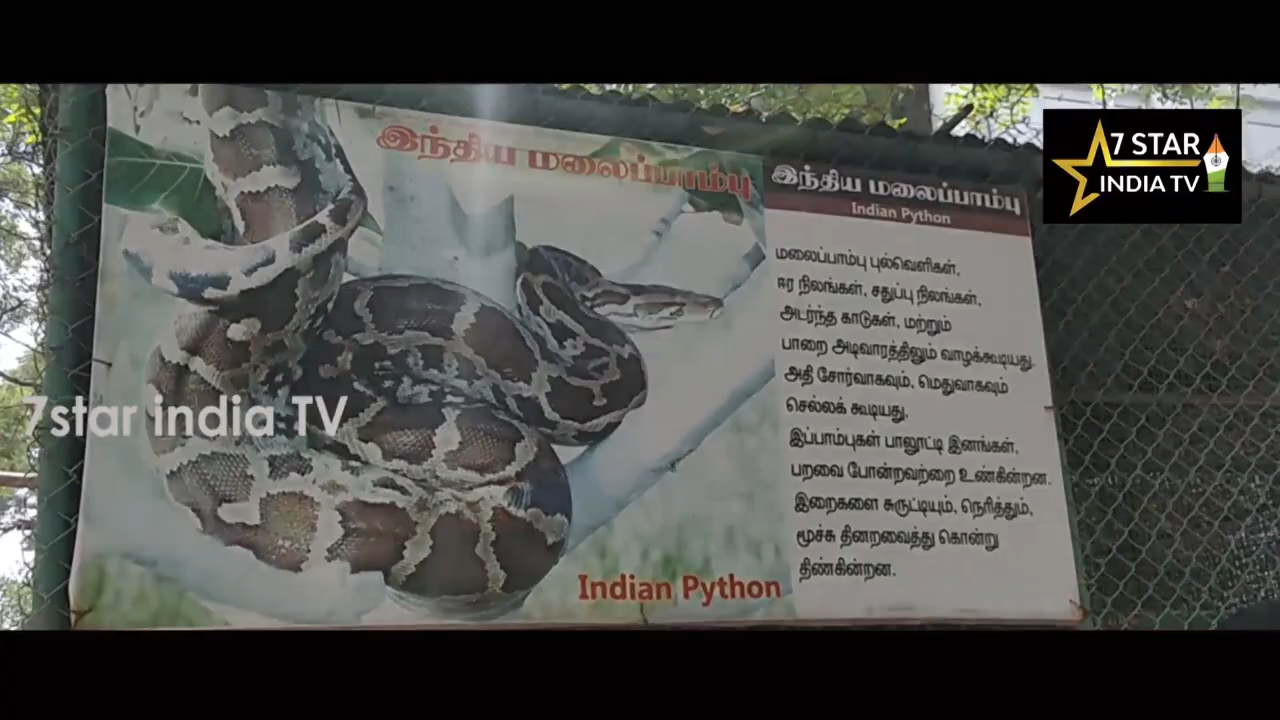 இந்திய மலைப்பாம்பு
Indian Python
இந்திய மலைப்பாம்பு
Indian Python
மலைப்பாம்பு புல்வெளிகள்,
ஈர நிலங்கள், சதுப்பு நிலங்கள்,
அடர்ந்த காடுகள், மற்றும்
பாறை அடிவாரத்திலும் வாழக்கூடியது.
அதி சோர்வாகவும், மெதுவாகவும்
செல்லக் கூடியது.
இப்பாம்புகள் பாலூட்டி இனங்கள்,
பறவை போன்றவற்றை உண்கின்றன.
இறைகளை சுருட்டியும், நெரித்தும்,
மூச்சு தினறவைத்து கொன்று
திண்கின்றன.
7 STAR
INDIA TV
7star india TV